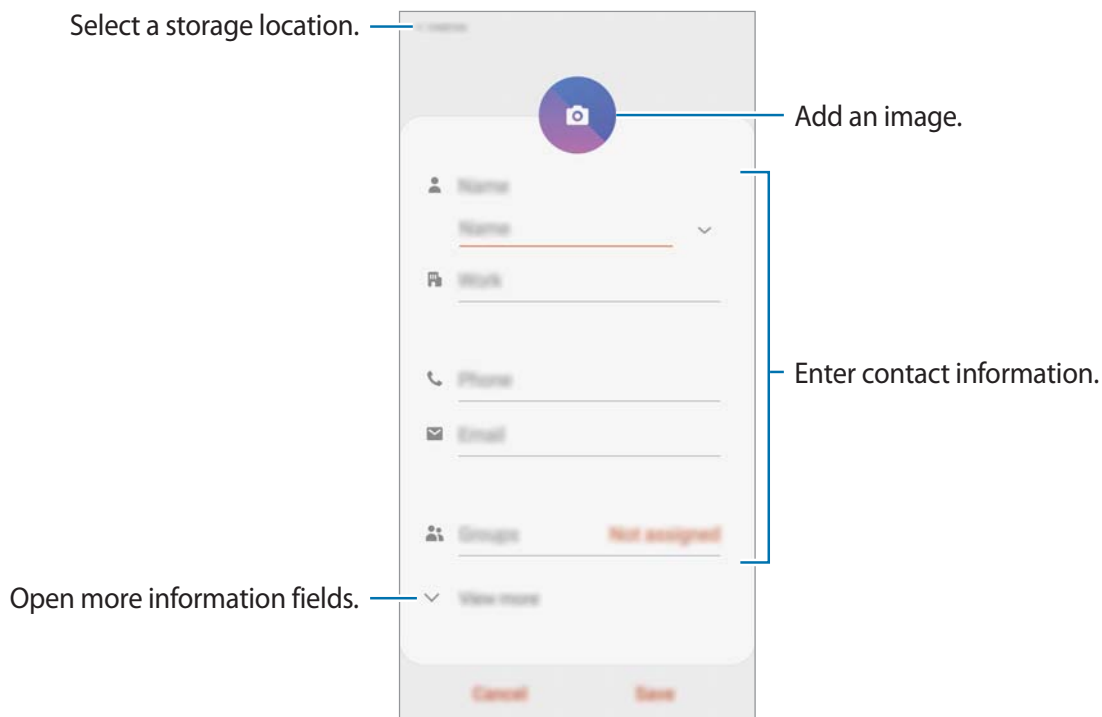 Select a storage location.
Add an image.
Name
Name
Work
Phone
Enter contact information.
Email
Groups Not assigned
Open more information fields.
View more
Cancel Save